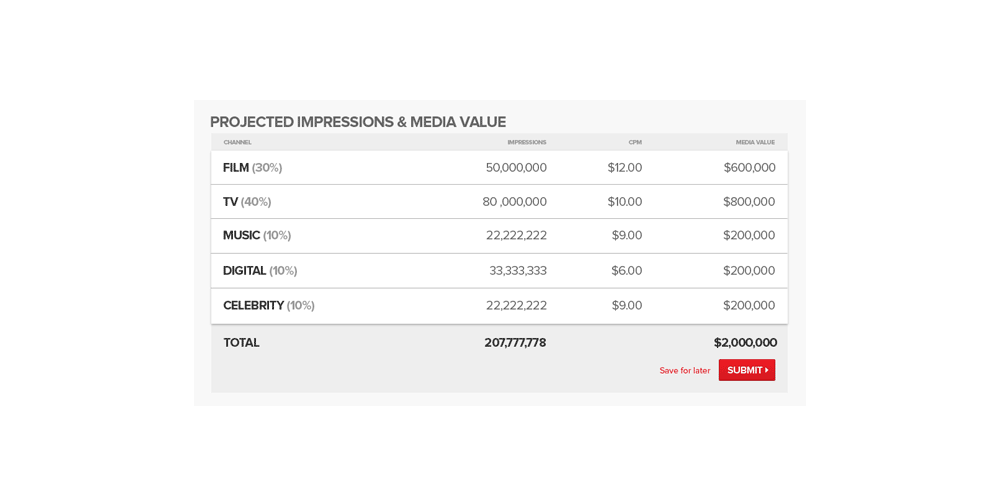 PROJECTED IMPRESSIONS & MEDIA VALUE
CHANNEL IMPRESSIONS CPM MEDIA VALUE
FILM (30%) 50,000,000 $12.00 $600,000
TV (40%) 80 ,000,000 $10.00 $800,000
MUSIC (10%) 22,222,222 $9.00 $200,000
DIGITAL (10%) 33,333,333 $6.00 $200,000
CELEBRITY (10%) 22,222,222 $9.00 $200,000
TOTAL 207,777,778 $2,000,000
Save for later SUBMIT